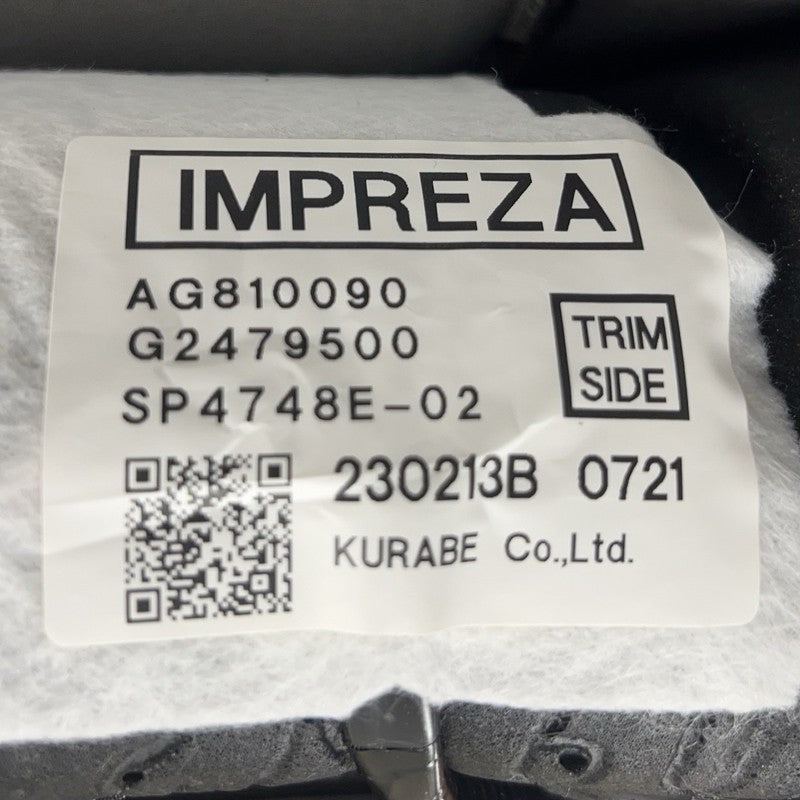 IMPREZA
AG810090
G2479500
SP4748E-02
TRIM
SIDE
230213B 0721
KURABE Co.,Ltd.